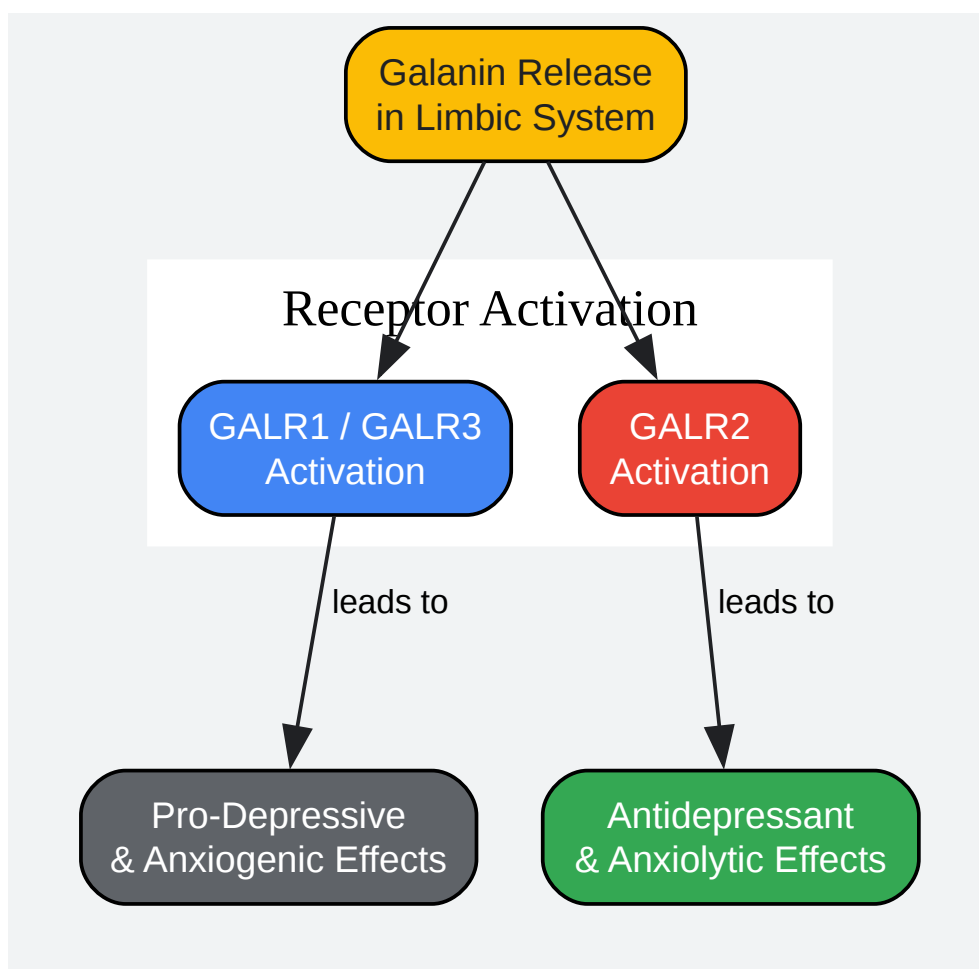 Galanin Release
in Limbic System
Receptor Activation
GALR1 / GALR3
Activation
GALR2
Activation
leads to
leads to
Pro-Depressive
& Anxiogenic Effects
Antidepressant
& Anxiolytic Effects